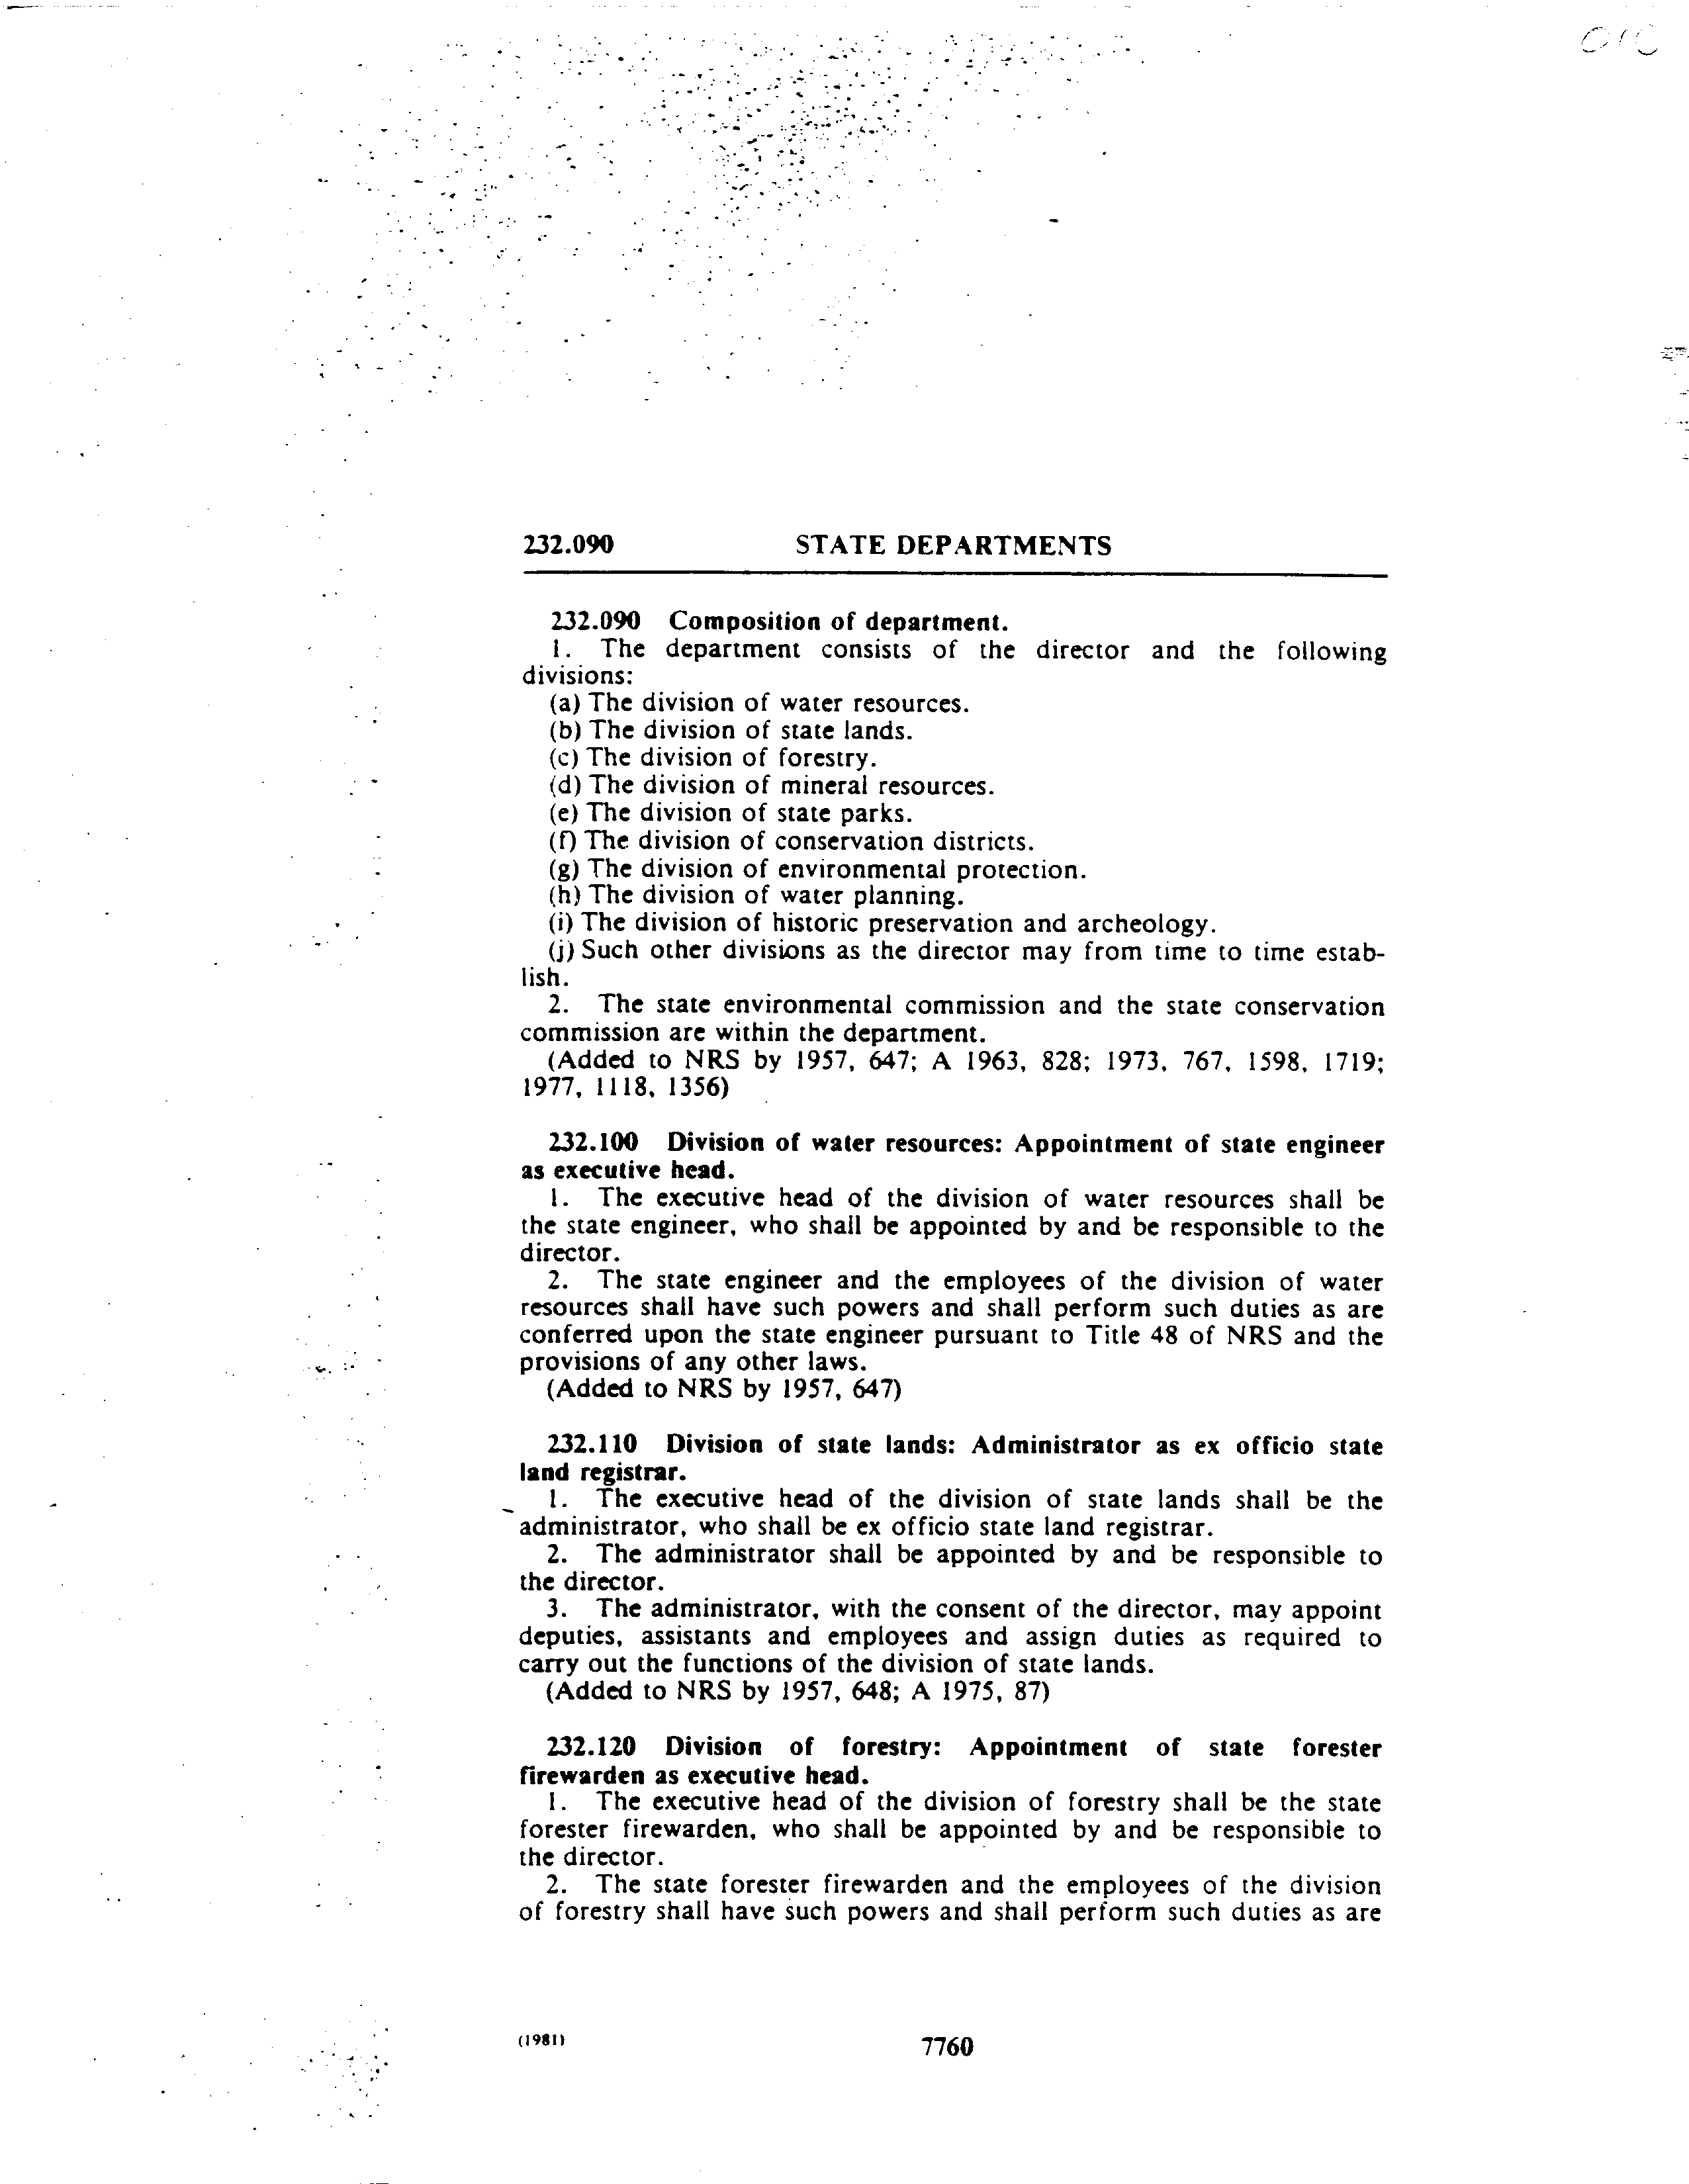 232.090 STATE DEPARTMENTS
232.090 Composition of department.
1. The department consists of the director and the following
divisions:
(a) The division of water resources.
(b) The division of state lands.
(c) The division of forestry.
(d) The division of mineral resources.
(e) The division of state parks.
(f) The division of conservation districts.
(g) The division of environmental protection.
(h) The division of water planning.
(i) The division of historic preservation and archeology.
(j) Such other divisions as the director may from time to time estab-
lish.
2. The state environmental commission and the state conservation
commission are within the department.
(Added to NRS by 1957, 647; A 1963, 828; 1973, 767, 1598, 1719;
1977, 1118, 1356)
232.100 Division of water resources: Appointment of state engineer
as executive head.
1. The executive head of the division of water resources shall be
the state engineer, who shall be appointed by and be responsible to the
director.
2. The state engineer and the employees of the division of water
resources shall have such powers and shall perform such duties as are
conferred upon the state engineer pursuant to Title 48 of NRS and the
provisions of any other laws.
(Added to NRS by 1957, 647)
232.110 Division of state lands: Administrator as ex officio state
land registrar.
1. The executive head of the division of state lands shall be the
administrator, who shall be ex officio state land registrar.
2. The administrator shall be appointed by and be responsible to
the director.
3. The administrator, with the consent of the director, may appoint
deputies, assistants and employees and assign duties as required to
carry out the functions of the division of state lands.
(Added to NRS by 1957, 648; A 1975, 87)
232.120 Division of forestry: Appointment of state forester
firewarden as executive head.
1. The executive head of the division of forestry shall be the state
forester firewarden, who shall be appointed by and be responsible to
the director.
2. The state forester firewarden and the employees of the division
of forestry shall have such powers and shall perform such duties as are
(1981) 7760